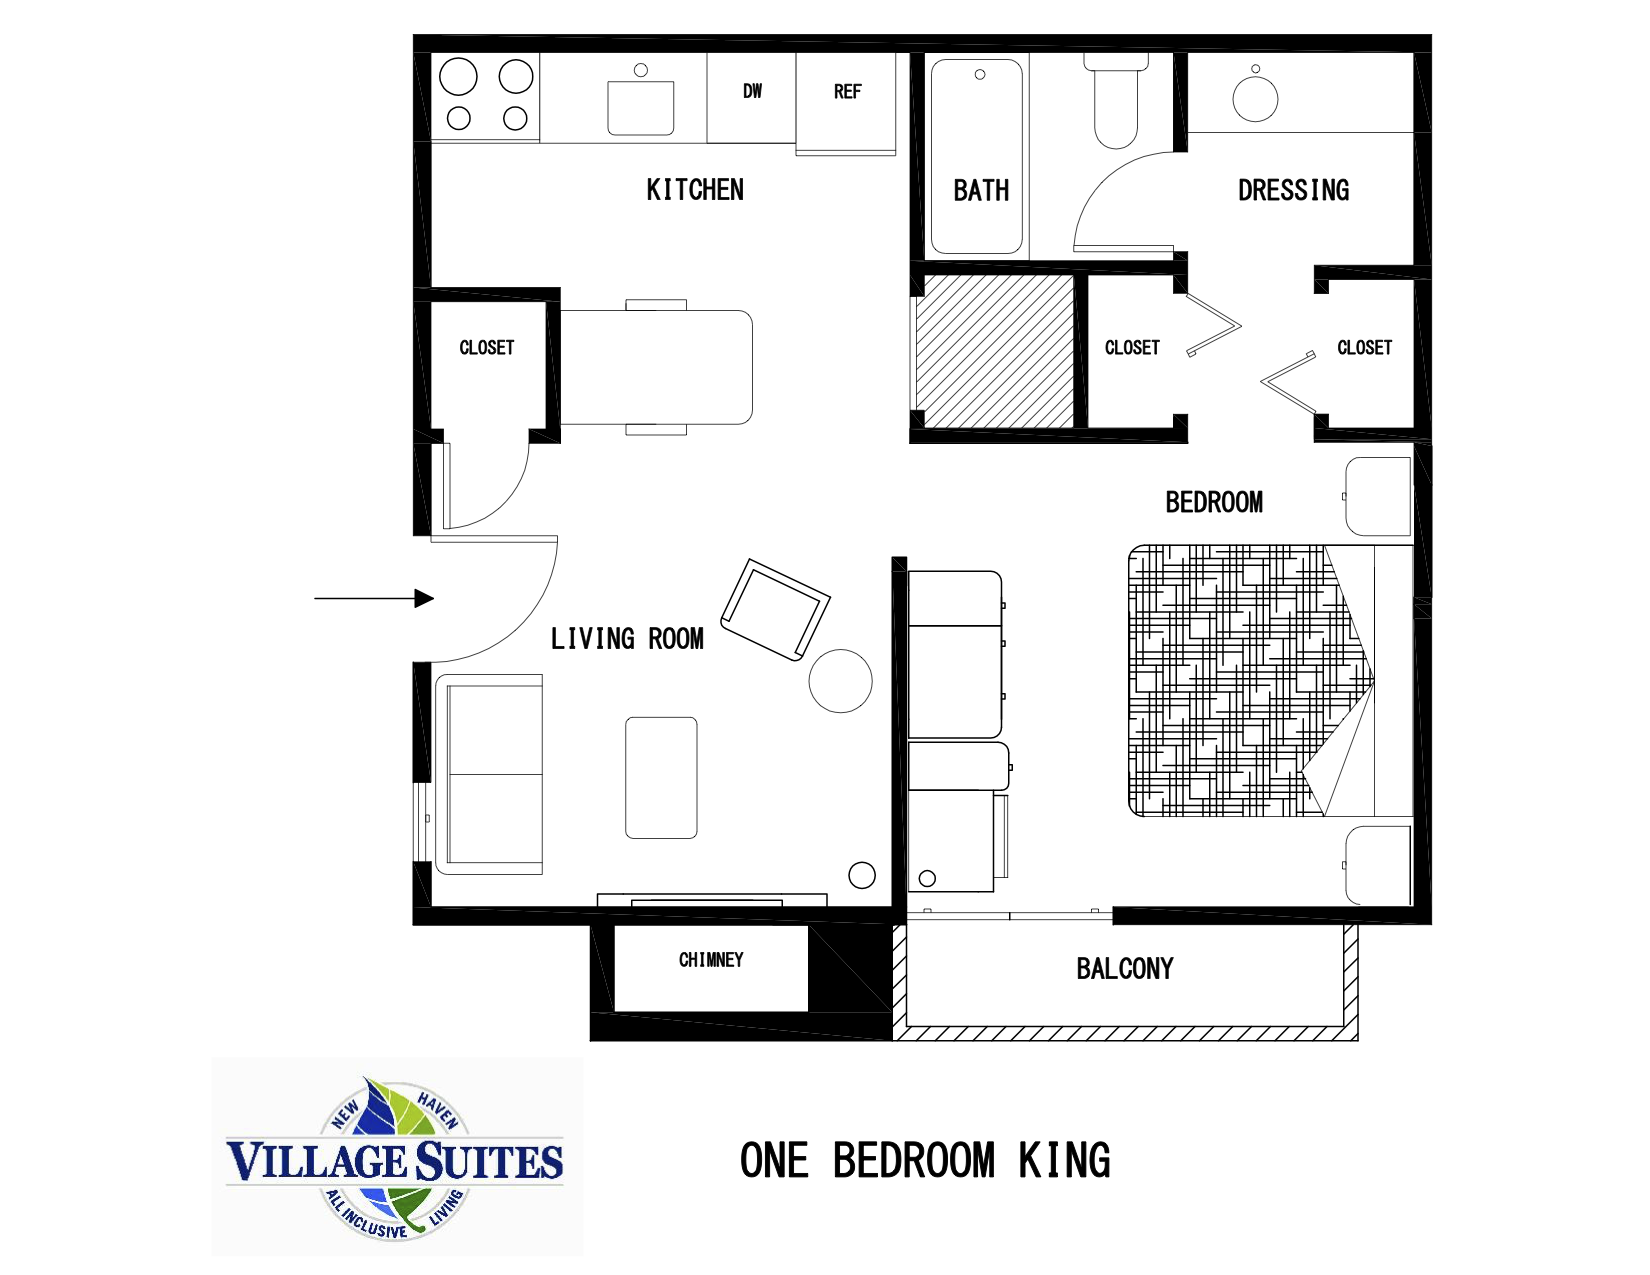 DW
REF
KITCHEN
BATH
DRESSING
CLOSET
CLOSET
CLOSET
BEDROOM
LIVING ROOM
CHIMNEY
BALCONY
NEW HAVEN
VILLAGE SUITES
ALL INCLUSIVE LIVING
ONE BEDROOM KING